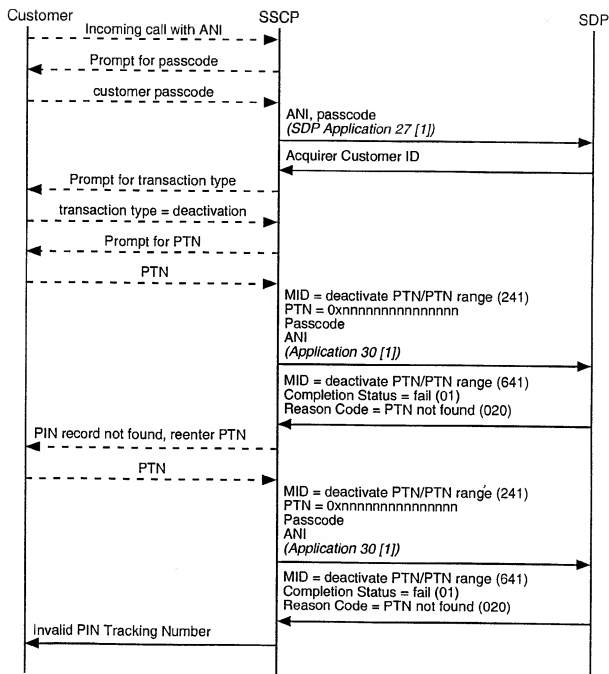 Customer
SSCP
SDP
Incoming call with ANI
Prompt for passcode
customer passcode
ANI, passcode
(SDP Application 27 [1])
Acquirer Customer ID
Prompt for transaction type
transaction type = deactivation
Prompt for PTN
PTN
MID = deactivate PTN/PTN range (241)
PTN = 0xnnnnnnnnnnnnnnnn
Passcode
ANI
(Application 30 [1])
MID = deactivate PTN/PTN range (641)
Completion Status = fail (01)
Reason Code = PTN not found (020)
PIN record not found, reenter PTN
PTN
MID = deactivate PTN/PTN range (241)
PTN = 0xnnnnnnnnnnnnnnnn
Passcode
ANI
(Application 30 [1])
MID = deactivate PTN/PTN range (641)
Completion Status = fail (01)
Reason Code = PTN not found (020)
Invalid PIN Tracking Number